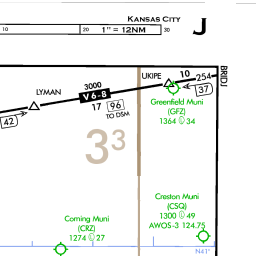 KANSAS CITY
J
10
20
1" = 12NM
30
UKIPE
10
254
BRIDJ
3000
37
LYMAN
V6-8
17
96
TO DSM
42
Greenfield Muni
(GFZ)
1364 34
3³
Creston Muni
(CSQ)
1300 49
AWOS-3 124.75
Corning Muni
(CRZ)
1274 27
N41°